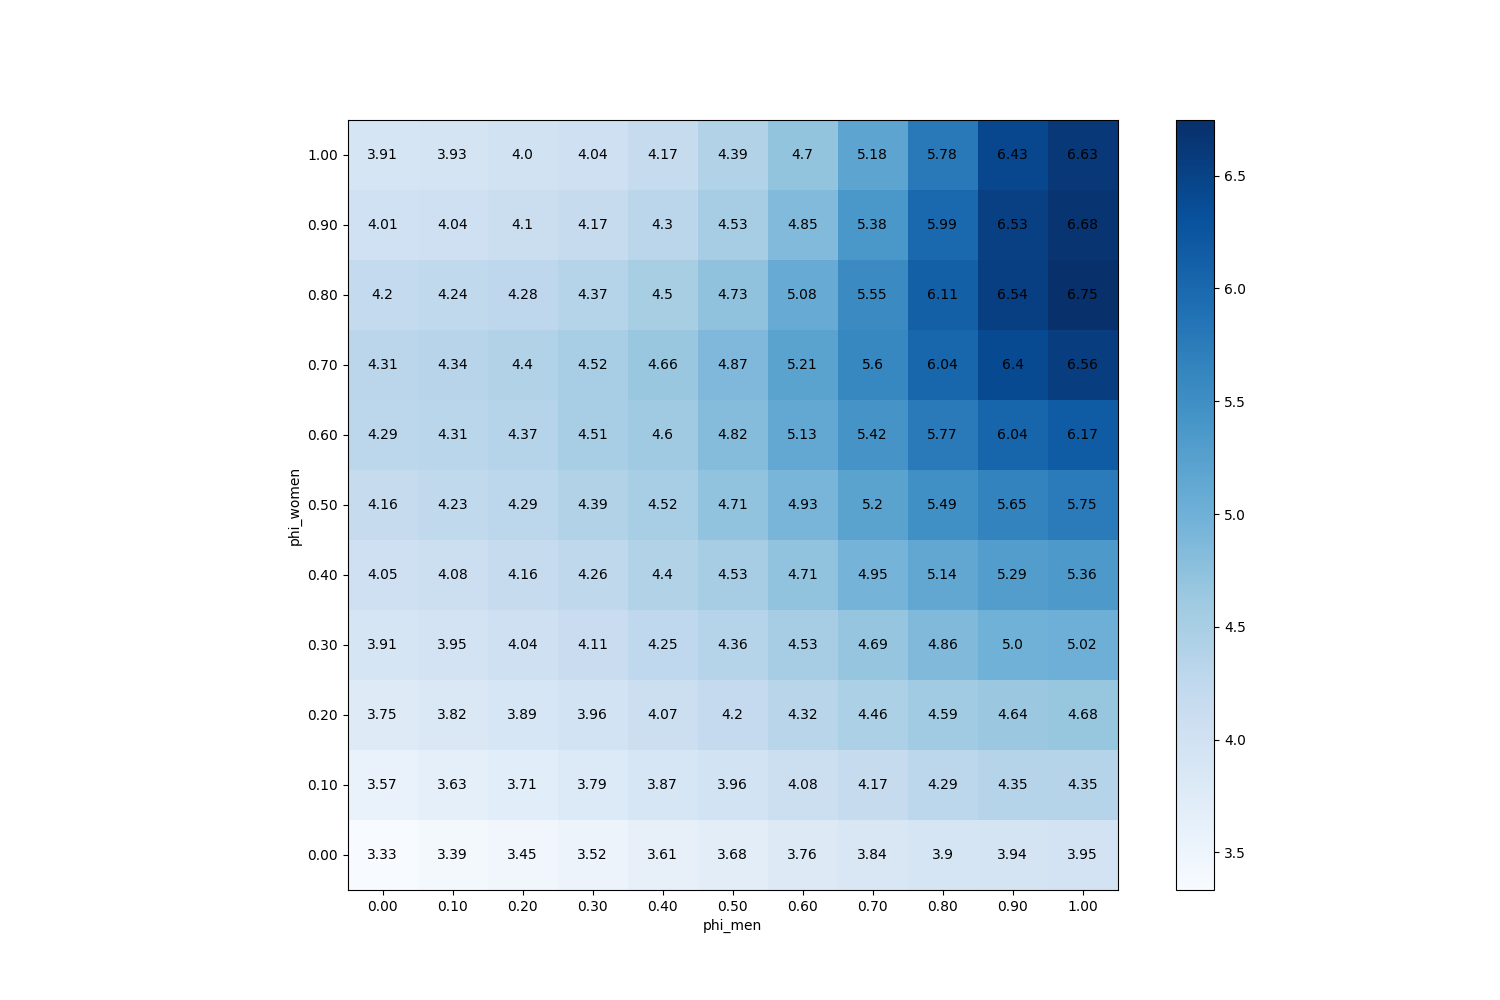 1.00 3.91 3.93 4.0 4.04 4.17 4.39 4.7 5.18 5.78 6.43 6.63
0.90 4.01 4.04 4.1 4.17 4.3 4.53 4.85 5.38 5.99 6.53 6.68
0.80 4.2 4.24 4.28 4.37 4.5 4.73 5.08 5.55 6.11 6.54 6.75
0.70 4.31 4.34 4.4 4.52 4.66 4.87 5.21 5.6 6.04 6.4 6.56
0.60 4.29 4.31 4.37 4.51 4.6 4.82 5.13 5.42 5.77 6.04 6.17
0.50 4.16 4.23 4.29 4.39 4.52 4.71 4.93 5.2 5.49 5.65 5.75
0.40 4.05 4.08 4.16 4.26 4.4 4.53 4.71 4.95 5.14 5.29 5.36
0.30 3.91 3.95 4.04 4.11 4.25 4.36 4.53 4.69 4.86 5.0 5.02
0.20 3.75 3.82 3.89 3.96 4.07 4.2 4.32 4.46 4.59 4.64 4.68
0.10 3.57 3.63 3.71 3.79 3.87 3.96 4.08 4.17 4.29 4.35 4.35
0.00 3.33 3.39 3.45 3.52 3.61 3.68 3.76 3.84 3.9 3.94 3.95
0.00 0.10 0.20 0.30 0.40 0.50 0.60 0.70 0.80 0.90 1.00
phi_men
phi_women
6.5
6.0
5.5
5.0
4.5
4.0
3.5